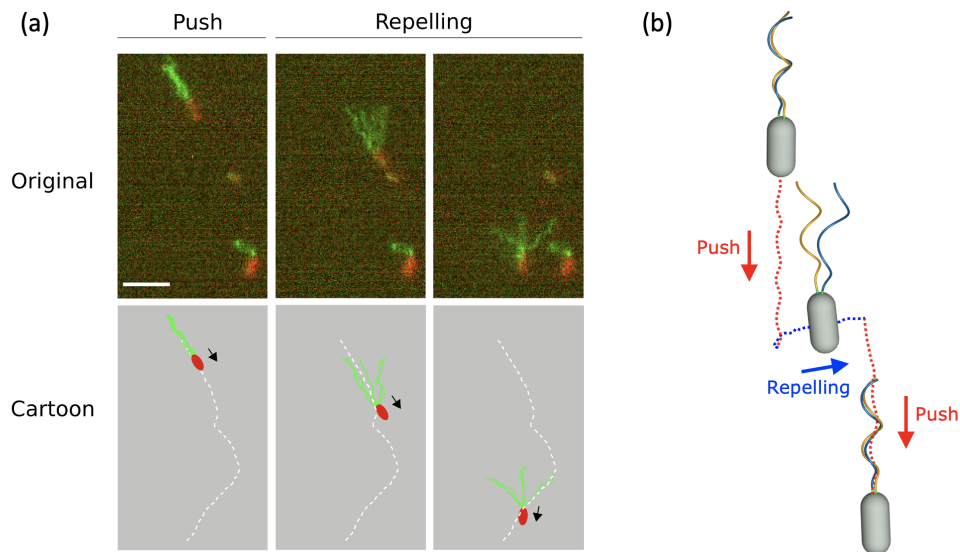 (a)
Push
Repelling
Original
Cartoon
(b)
Push
Repelling
Push